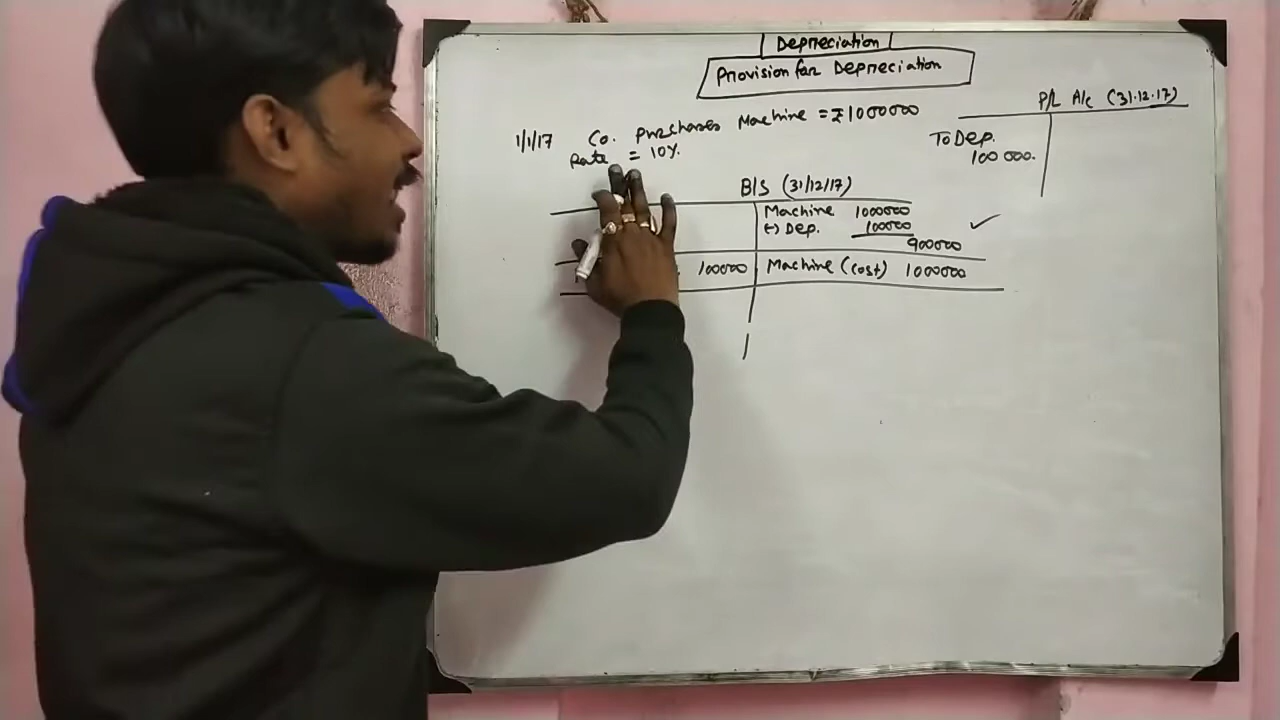 Depreciation
Provision for Depreciation
P/L A/c (31.12.17)
1/1/17 Co. Purchases Machine = ₹1000000
Rate = 10%.
To Dep.
100 000.
B/S (31/12/17)
Machine 1000000
(-) Dep. 100000
900000
100000 Machine (cost) 1000000